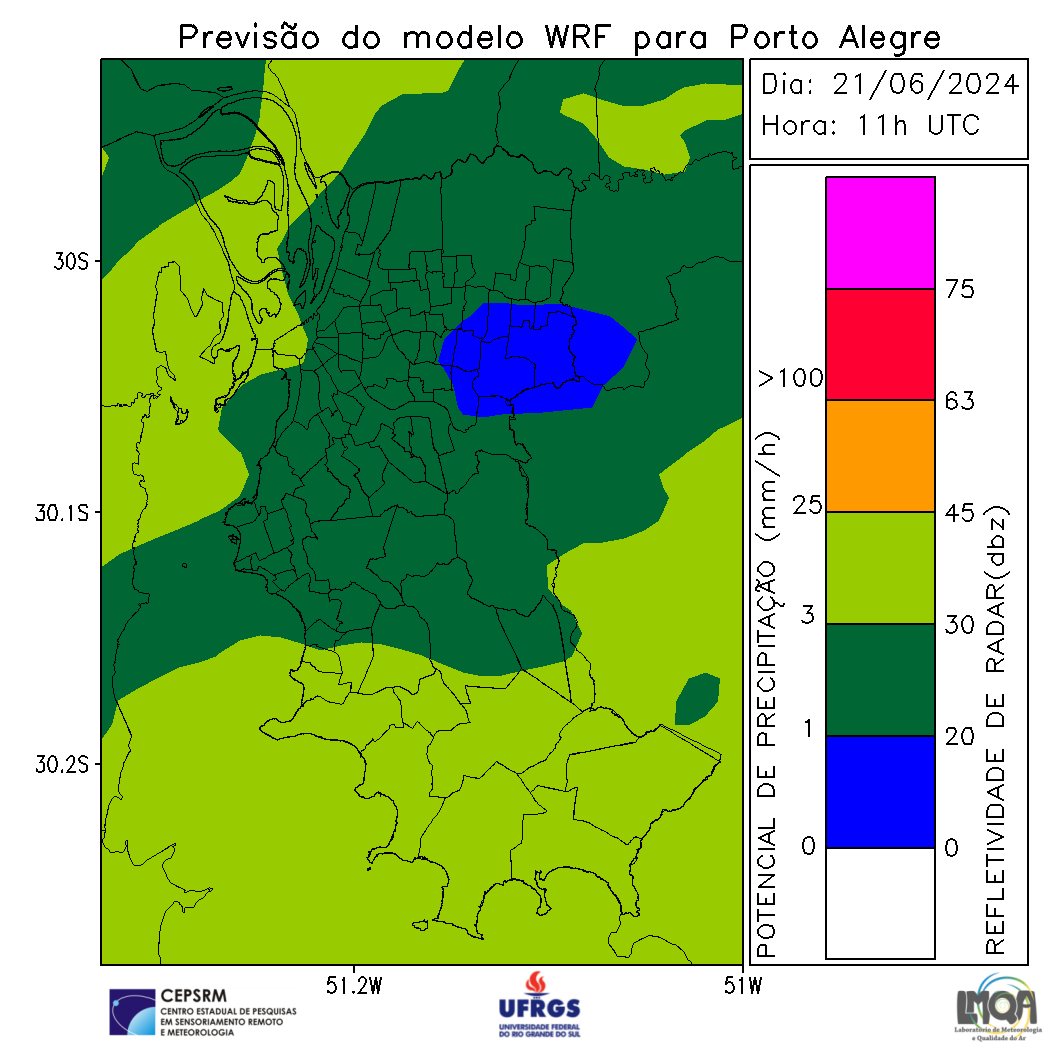 Previsão do modelo WRF para Porto Alegre
Dia: 21/06/2024
Hora: 11h UTC
30S
30.1S
30.2S
51.2W
51W
POTENCIAL DE PRECIPITAÇÃO (mm/h)
>100
25
3
1
0
75
63
45
30
20
0
REFLETIVIDADE DE RADAR(dbz)
CEPSRM
CENTRO ESTADUAL DE PESQUISAS
EM SENSORIAMENTO REMOTO
E METEOROLOGIA
UFRGS
UNIVERSIDADE FEDERAL
DO RIO GRANDE DO SUL
LMQA
Laboratório de Meteorologia
e Qualidade do Ar